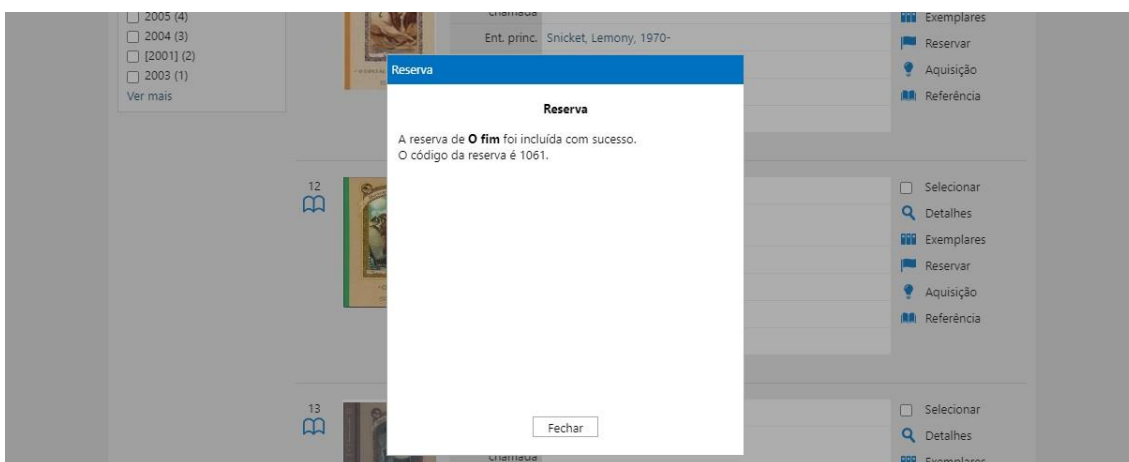 2005 (4)
2004 (3)
[2001] (2)
2003 (1)
Ver mais
chamada
Ent. princ. Snicket, Lemony, 1970-
Exemplares
Reservar
Aquisição
Referência
Reserva
Reserva
A reserva de O fim foi incluída com sucesso.
O código da reserva é 1061.
Fechar
12
Selecionar
Detalhes
Exemplares
Reservar
Aquisição
Referência
13
chamada
Selecionar
Detalhes
Exemplares